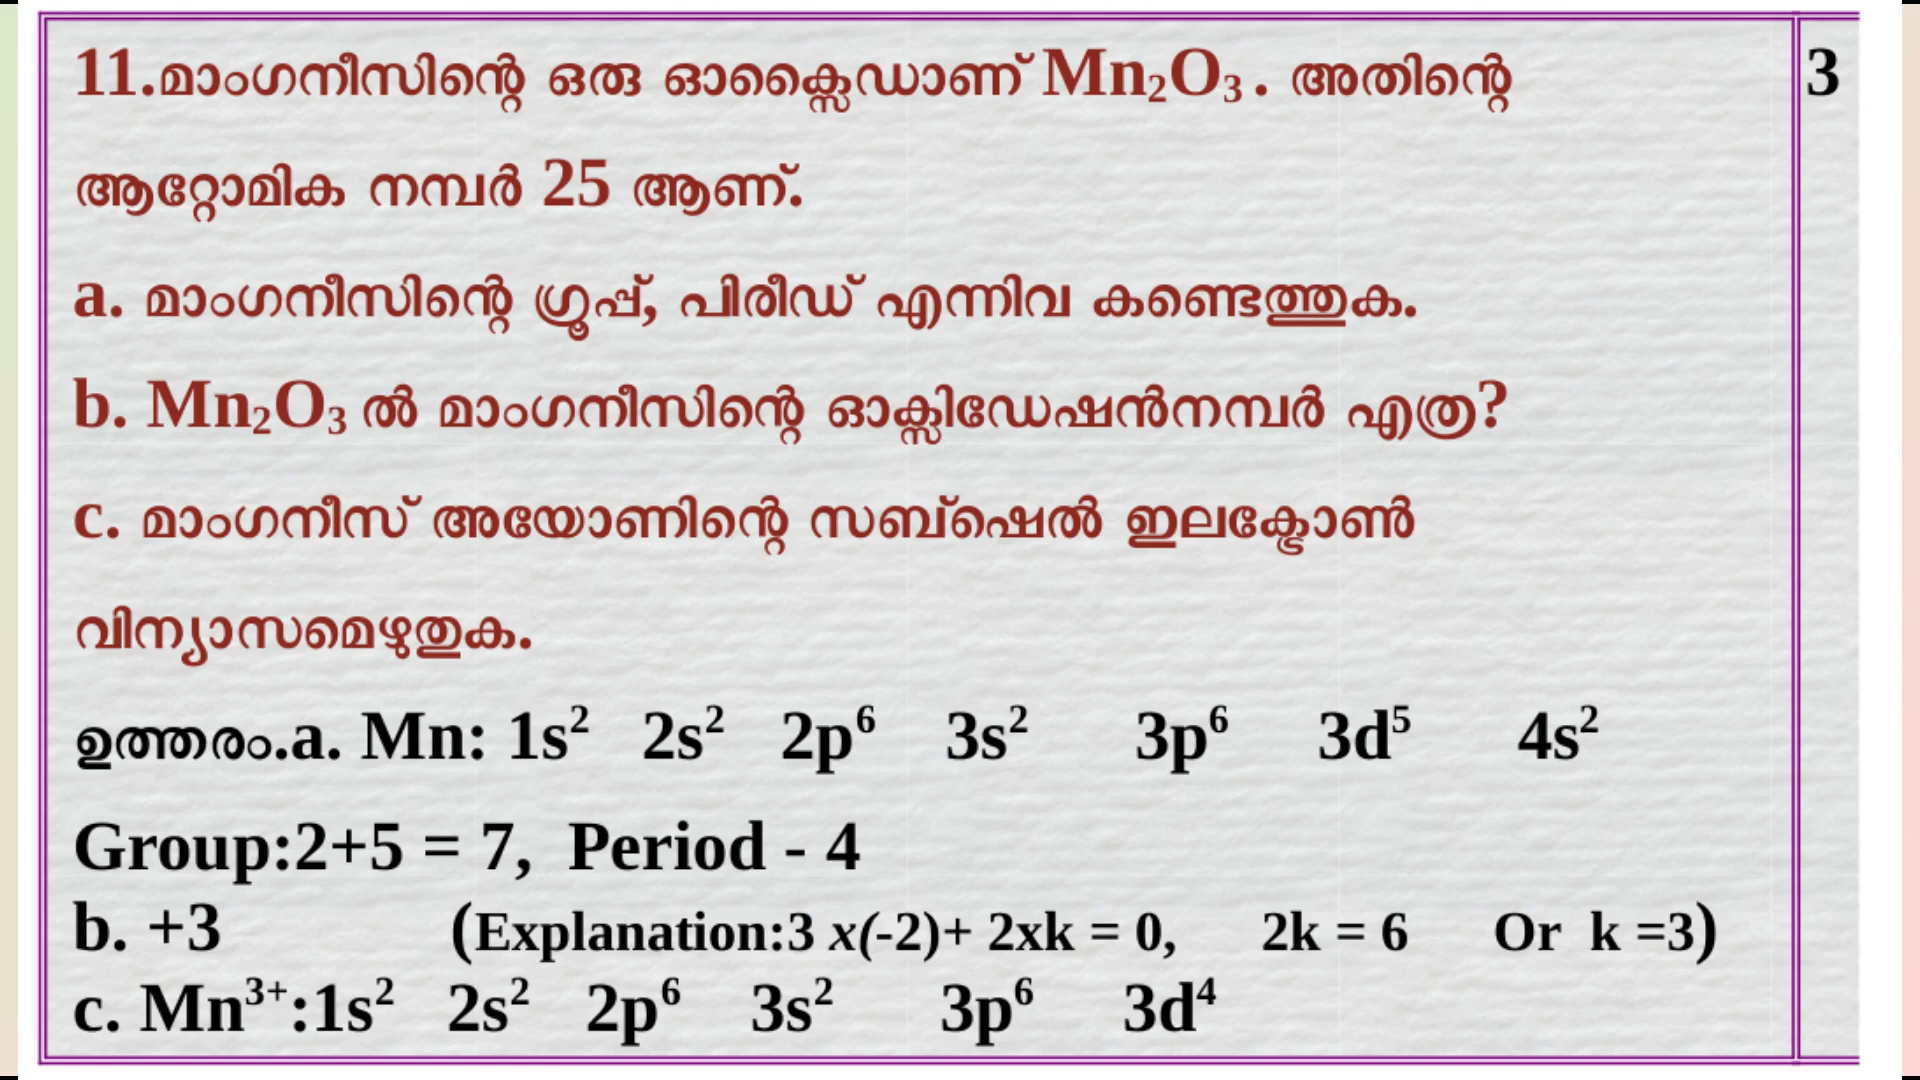 11.മാംഗനീസിന്റെ ഒരു ഓക്സൈഡാണ് Mn₂O₃ . അതിന്റെ 3
ആറ്റോമിക നമ്പർ 25 ആണ്.
a. മാംഗനീസിന്റെ ഗ്രൂപ്പ്, പിരീഡ് എന്നിവ കണ്ടെത്തുക.
b. Mn₂O₃ ൽ മാംഗനീസിന്റെ ഓക്സിഡേഷൻനമ്പർ എത്ര?
c. മാംഗനീസ് അയോണിന്റെ സബ്ഷെൽ ഇലക്ട്രോൺ
വിന്യാസമെഴുതുക.
ഉത്തരം.a. Mn: 1s² 2s² 2p⁶ 3s² 3p⁶ 3d⁵ 4s²
Group:2+5 = 7, Period - 4
b. +3 (Explanation:3 x(-2)+ 2xk = 0, 2k = 6 Or k =3)
c. Mn³⁺:1s² 2s² 2p⁶ 3s² 3p⁶ 3d⁴